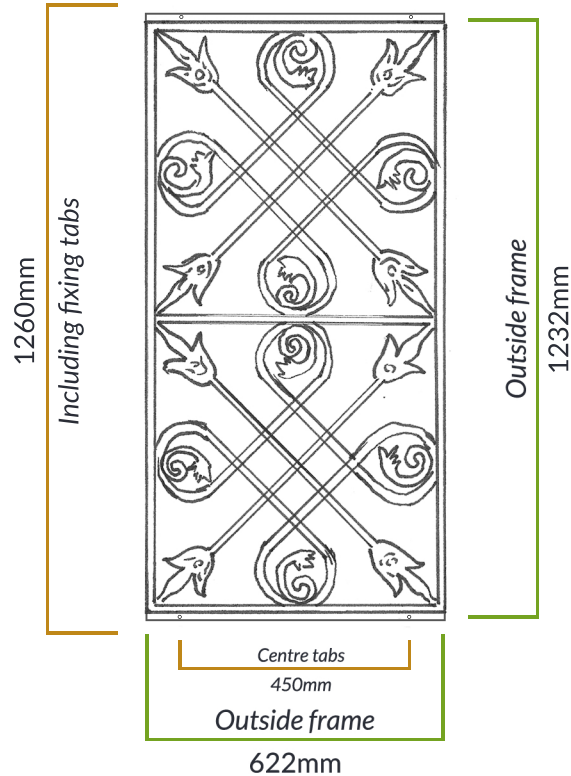 1260mm
Including fixing tabs
Outside frame
1232mm
Centre tabs
450mm
Outside frame
622mm